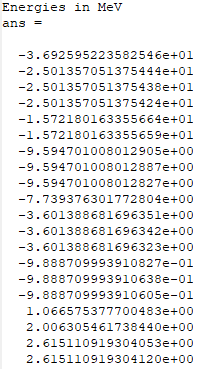 Energies in MeV
ans =
-3.692595223582546e+01
-2.501357051375444e+01
-2.501357051375438e+01
-2.501357051375424e+01
-1.572180163355664e+01
-1.572180163355659e+01
-9.594701008012905e+00
-9.594701008012887e+00
-9.594701008012827e+00
-7.739376301772804e+00
-3.601388681696351e+00
-3.601388681696342e+00
-3.601388681696323e+00
-9.888709993910827e-01
-9.888709993910638e-01
-9.888709993910605e-01
1.066575377700483e+00
2.006305461738440e+00
2.615110919304053e+00
2.615110919304120e+00